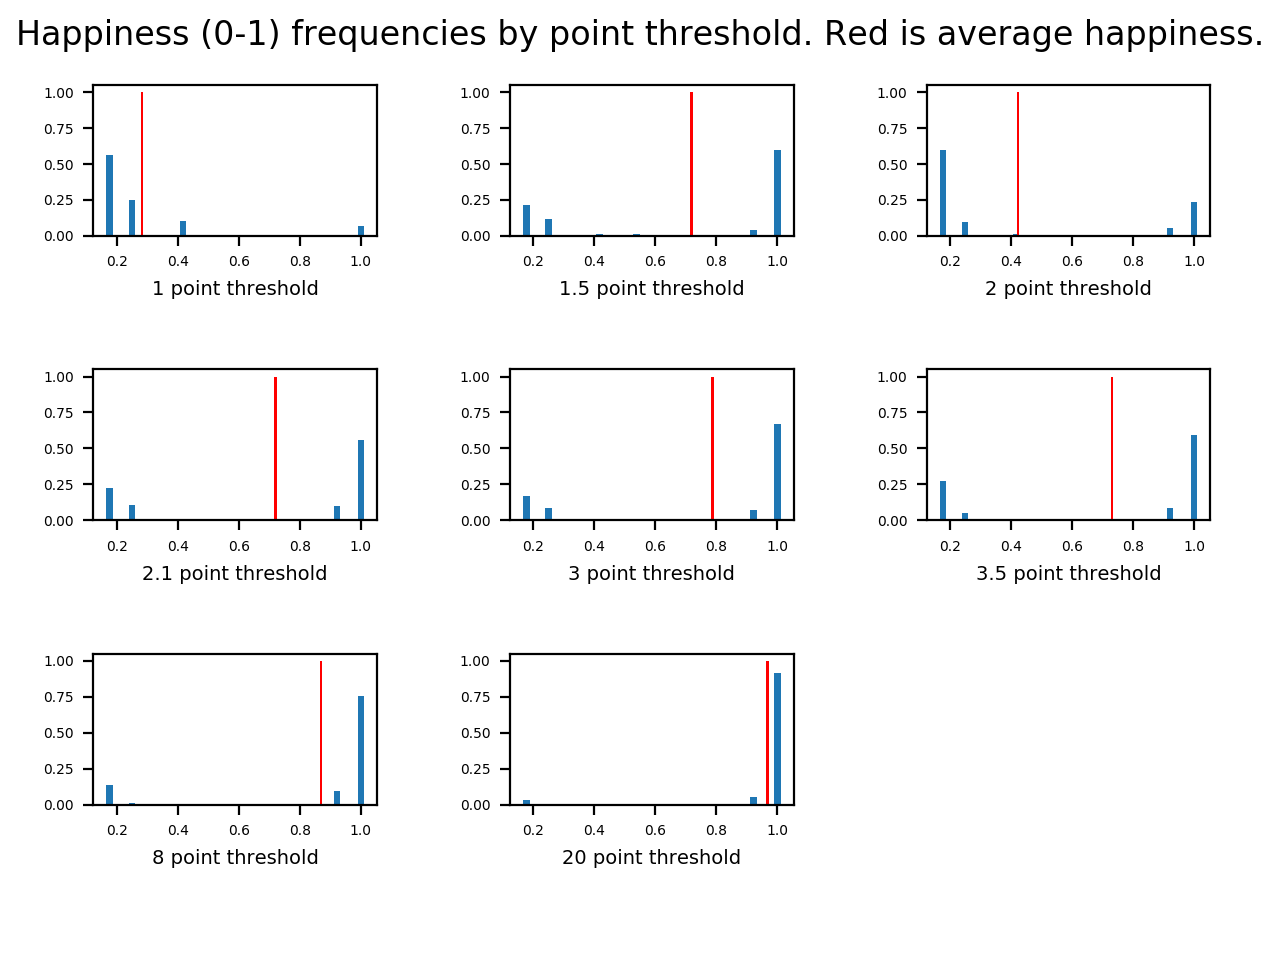 Happiness (0-1) frequencies by point threshold. Red is average happiness.
1.00 1.00 1.00
0.75 0.75 0.75
0.50 0.50 0.50
0.25 0.25 0.25
0.00 0.00 0.00
0.2 0.4 0.6 0.8 1.0 0.2 0.4 0.6 0.8 1.0 0.2 0.4 0.6 0.8 1.0
1 point threshold 1.5 point threshold 2 point threshold
1.00 1.00 1.00
0.75 0.75 0.75
0.50 0.50 0.50
0.25 0.25 0.25
0.00 0.00 0.00
0.2 0.4 0.6 0.8 1.0 0.2 0.4 0.6 0.8 1.0 0.2 0.4 0.6 0.8 1.0
2.1 point threshold 3 point threshold 3.5 point threshold
1.00 1.00
0.75 0.75
0.50 0.50
0.25 0.25
0.00 0.00
0.2 0.4 0.6 0.8 1.0 0.2 0.4 0.6 0.8 1.0
8 point threshold 20 point threshold